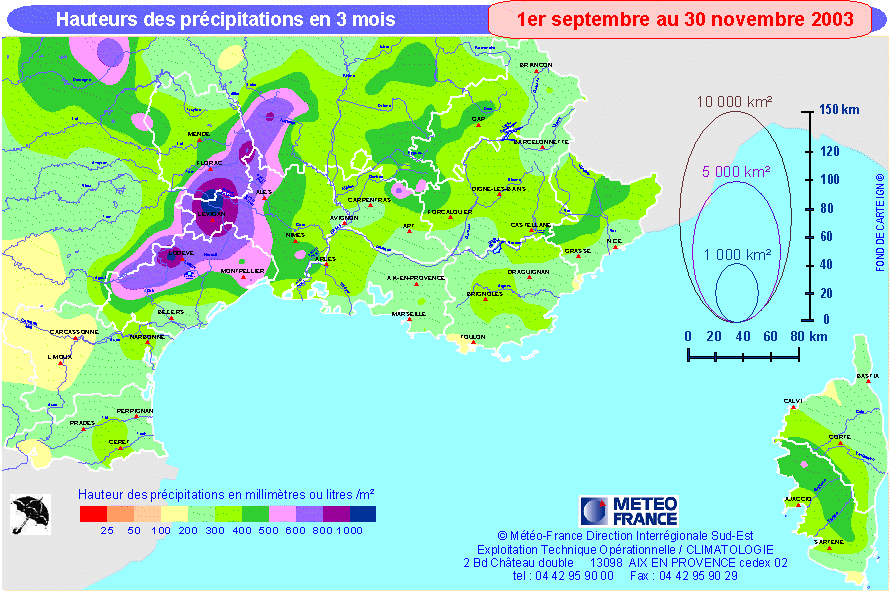 Hauteurs des précipitations en 3 mois
1er septembre au 30 novembre 2003
10 000 km²
150 km
120
5 000 km²
100
80
60
1 000 km²
40
20
0
0 20 40 60 80 km
FOND DE CARTE IGN ©
BRIANCON
GAP
BARCELONNETTE
MENDE
FLORAC
ALES
LE VIGAN
CARPENTRAS
DIGNE-LES-BAINS
FORCALQUIER
AVIGNON
APT
CASTELLANE
NIMES
NICE
GRASSE
LODEVE
ARLES
MONTPELLIER
AIX-EN-PROVENCE
DRAGUIGNAN
BRIGNOLES
BEZIERS
MARSEILLE
CARCASSONNE
NARBONNE
TOULON
LIMOUX
BASTIA
CALVI
PERPIGNAN
PRADES
CERET
CORTE
AJACCIO
SARTENE
Hauteur des précipitations en millimètres ou litres /m²
25 50 100 200 300 400 500 600 800 1000
METEO
FRANCE
© Météo-France Direction Interrégionale Sud-Est
Exploitation Technique Opérationnelle / CLIMATOLOGIE
2 Bd Château double 13098 AIX EN PROVENCE cedex 02
tel : 04 42 95 90 00 Fax : 04 42 95 90 29